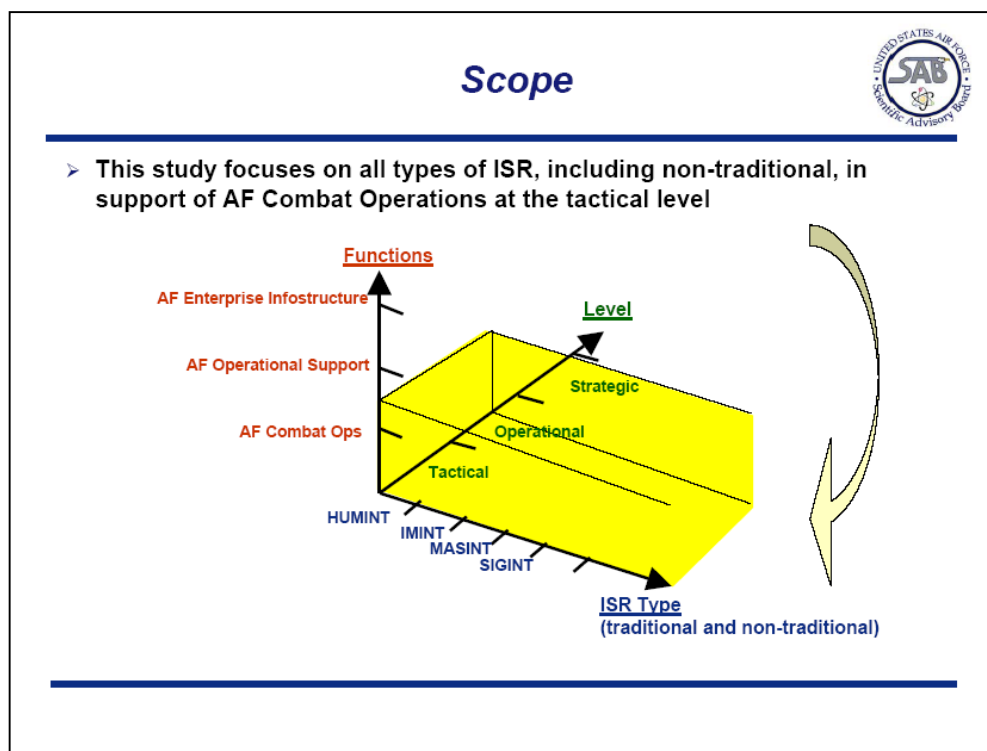 Scope
UNITED STATES AIR FORCE
SAB
Scientific Advisory Board
This study focuses on all types of ISR, including non-traditional, in
support of AF Combat Operations at the tactical level
Functions
AF Enterprise Infostructure
Level
AF Operational Support
Strategic
AF Combat Ops
Operational
Tactical
HUMINT
IMINT
MASINT
SIGINT
ISR Type
(traditional and non-traditional)